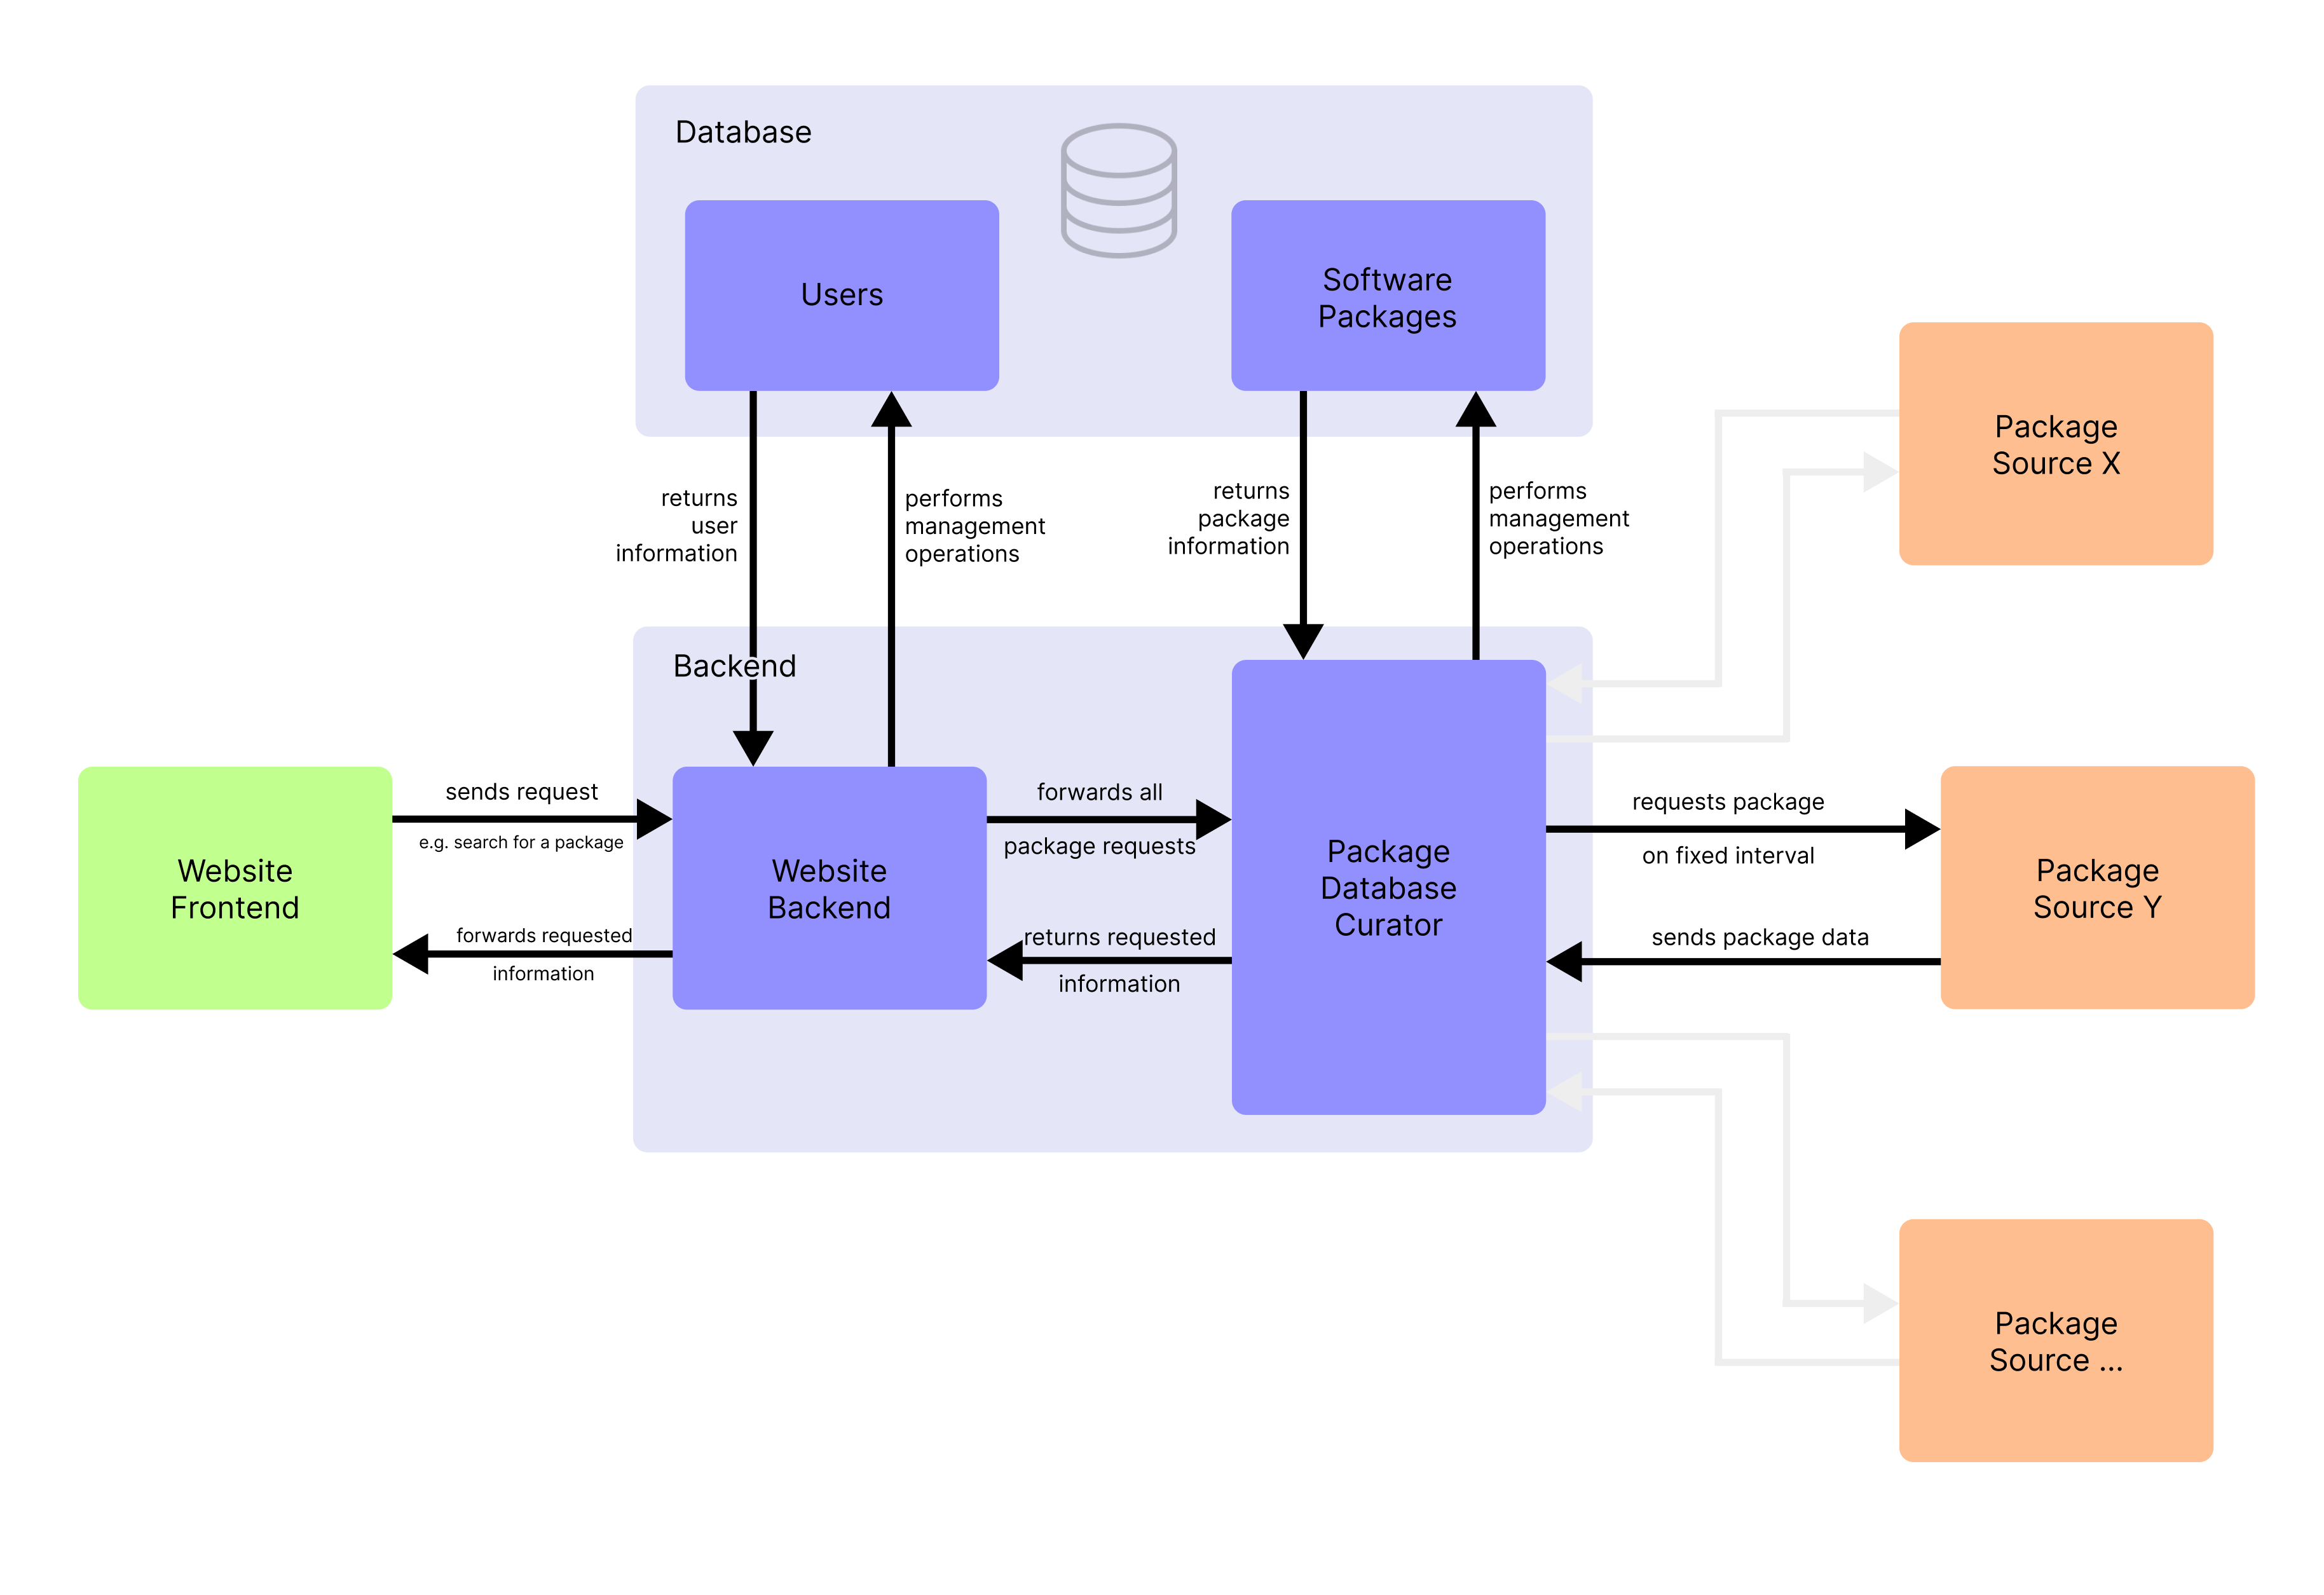 Database
Users
Software
Packages
Package
Source X
returns
user
information
performs
management
operations
returns
package
information
performs
management
operations
Backend
Website
Frontend
sends request
e.g. search for a package
forwards requested
information
Website
Backend
forwards all
package requests
returns requested
information
Package
Database
Curator
requests package
on fixed interval
sends package data
Package
Source Y
Package
Source ...